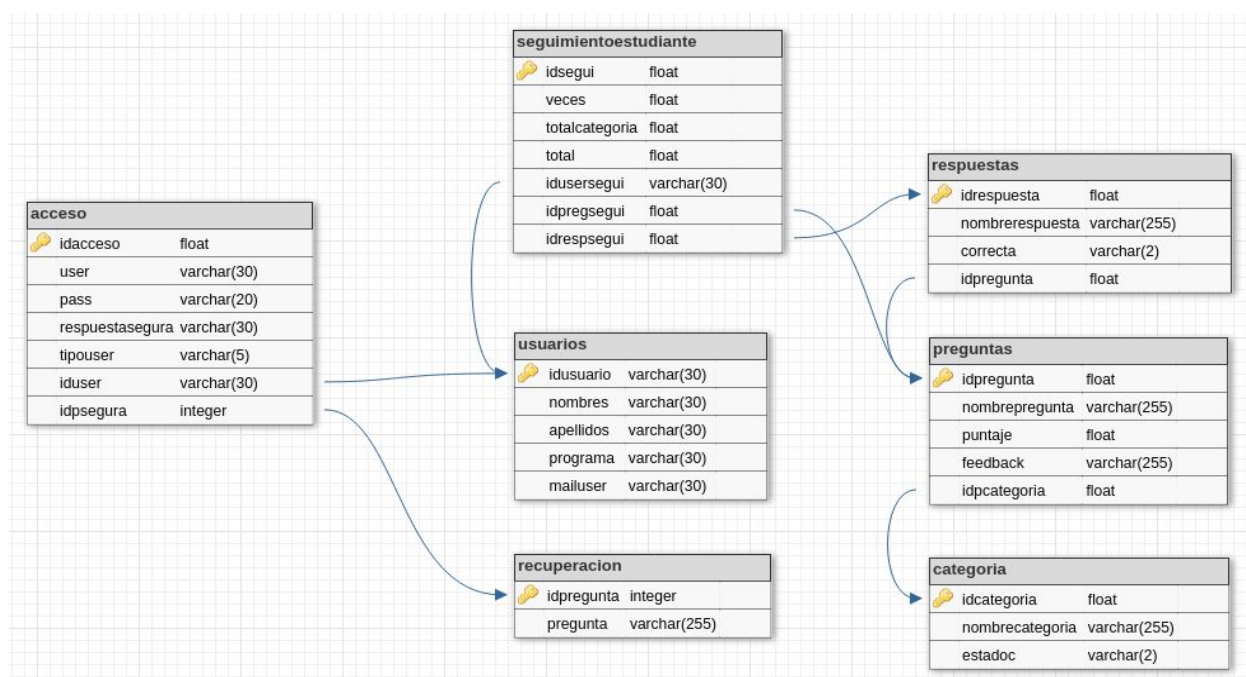 acceso
idacceso float
user varchar(30)
pass varchar(20)
respuestasegura varchar(30)
tipouser varchar(5)
iduser varchar(30)
idpsegura integer
seguimientoestudiante
idsegui float
veces float
totalcategoria float
total float
idusersegui varchar(30)
idpregsegui float
idrespsegui float
usuarios
idusuario varchar(30)
nombres varchar(30)
apellidos varchar(30)
programa varchar(30)
mailuser varchar(30)
recuperacion
idpregunta integer
pregunta varchar(255)
respuestas
idrespuesta float
nombrerespuesta varchar(255)
correcta varchar(2)
idpregunta float
preguntas
idpregunta float
nombrepregunta varchar(255)
puntaje float
feedback varchar(255)
idpcategoria float
categoria
idcategoria float
nombrecategoria varchar(255)
estadoc varchar(2)